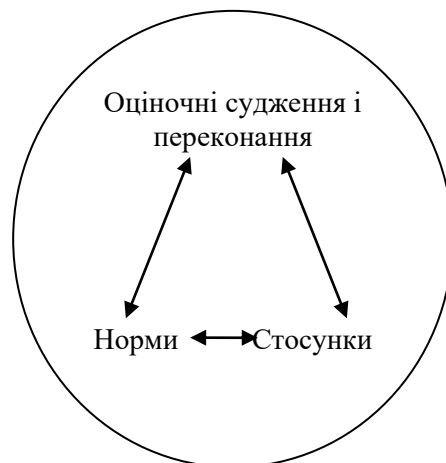 Оціночні судження і
переконання
Норми Стосунки